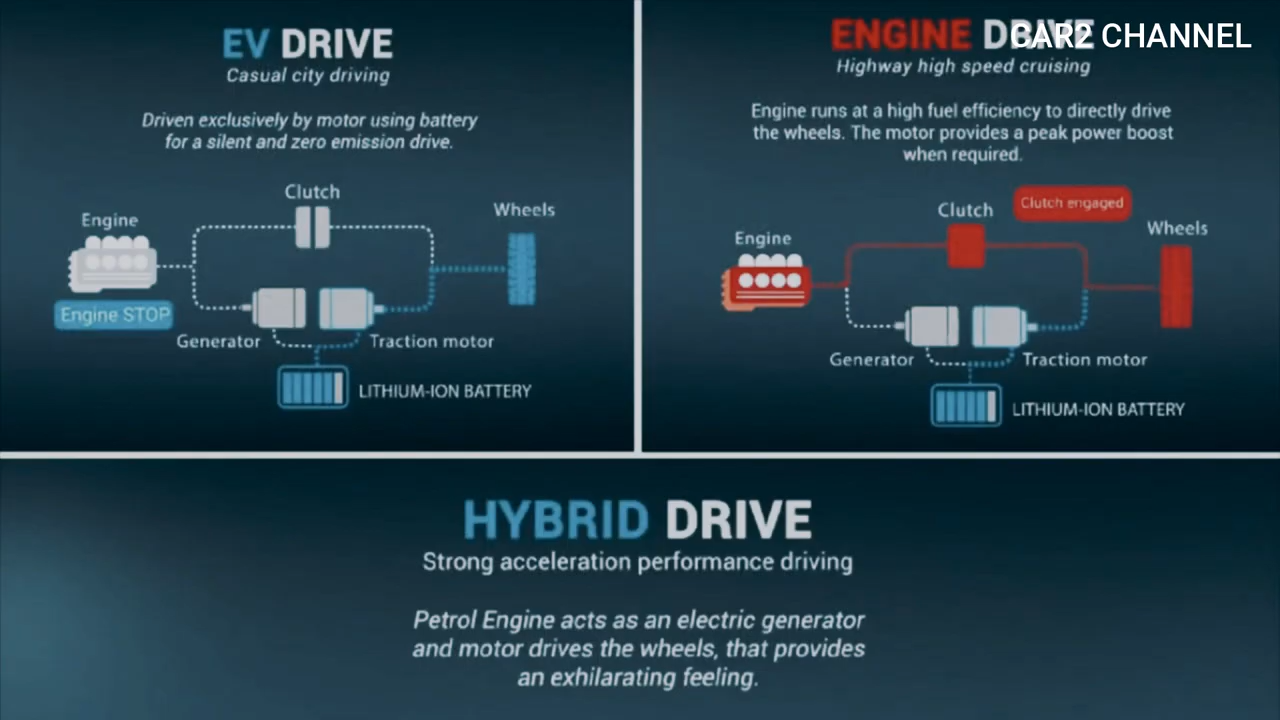 EV DRIVE
Casual city driving
Driven exclusively by motor using battery
for a silent and zero emission drive.
Clutch
Wheels
Engine
Engine STOP
Generator
Traction motor
LITHIUM-ION BATTERY
ENGINE DRIVE
CAR2 CHANNEL
Highway high speed cruising
Engine runs at a high fuel efficiency to directly drive
the wheels. The motor provides a peak power boost
when required.
Clutch engaged
Clutch
Wheels
Engine
Generator
Traction motor
LITHIUM-ION BATTERY
HYBRID DRIVE
Strong acceleration performance driving
Petrol Engine acts as an electric generator
and motor drives the wheels, that provides
an exhilarating feeling.